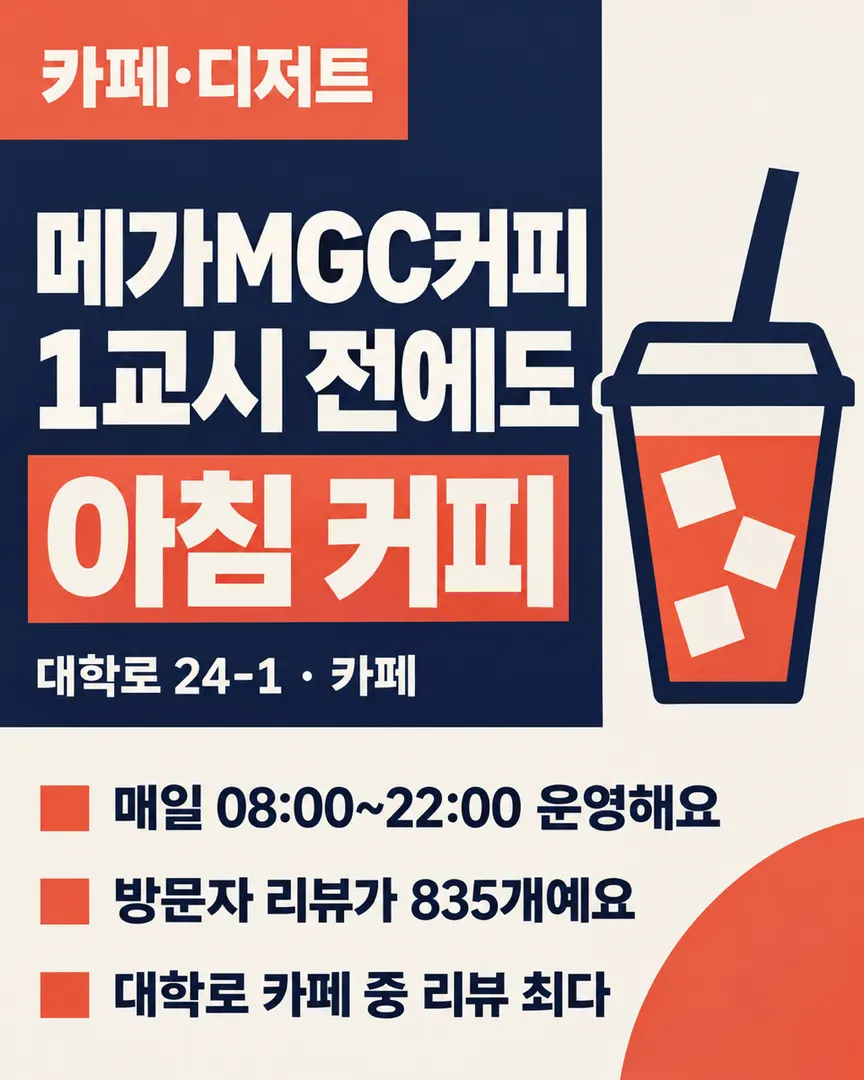 카페·디저트
메가MGC커피
1교시 전에도
아침 커피
대학로 24-1 · 카페
매일 08:00~22:00 운영해요
방문자 리뷰가 835개예요
대학로 카페 중 리뷰 최다